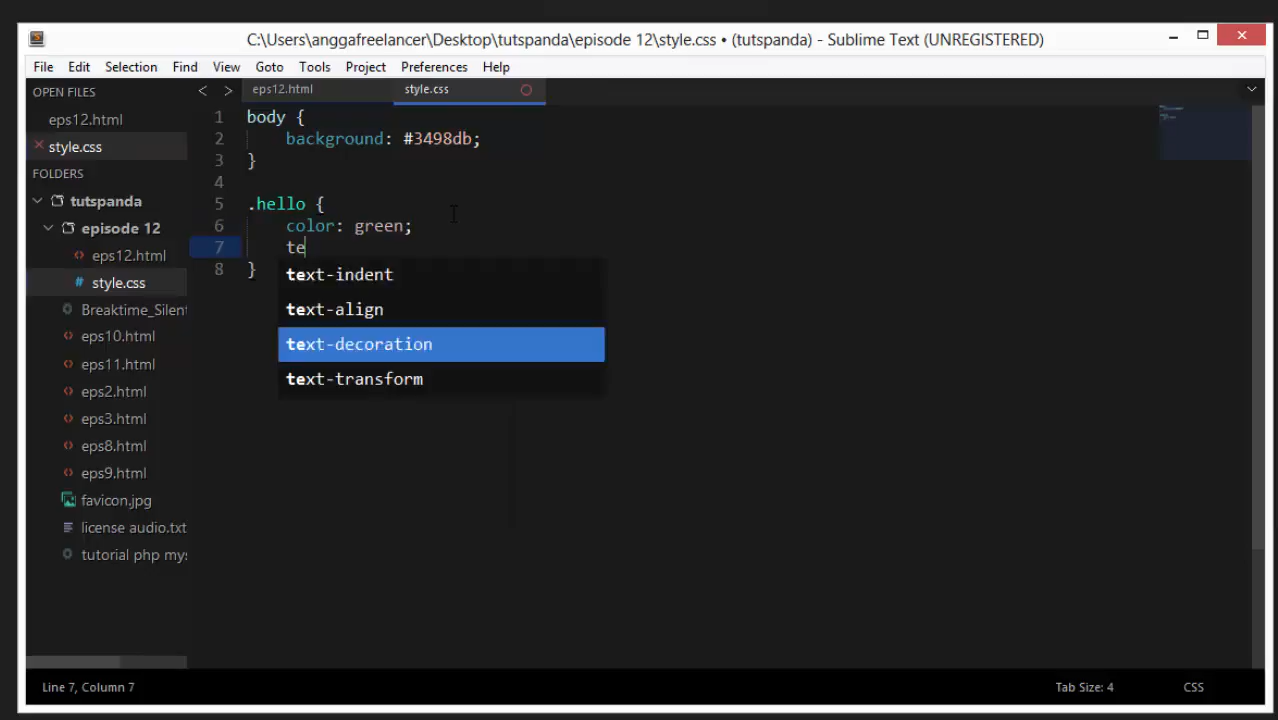 C:\Users\anggafreelancer\Desktop\tutspanda\episode 12\style.css • (tutspanda) - Sublime Text (UNREGISTERED)
File Edit Selection Find View Goto Tools Project Preferences Help
OPEN FILES
eps12.html
style.css
FOLDERS
tutspanda
episode 12
eps12.html
style.css
Breaktime_Silent
eps10.html
eps11.html
eps2.html
eps3.html
eps8.html
eps9.html
favicon.jpg
license audio.txt
tutorial php mys
eps12.html style.css
1 body {
2 background: #3498db;
3 }
4
5 .hello {
6 color: green;
7 te
8 }
text-indent
text-align
text-decoration
text-transform
Line 7, Column 7 Tab Size: 4 CSS